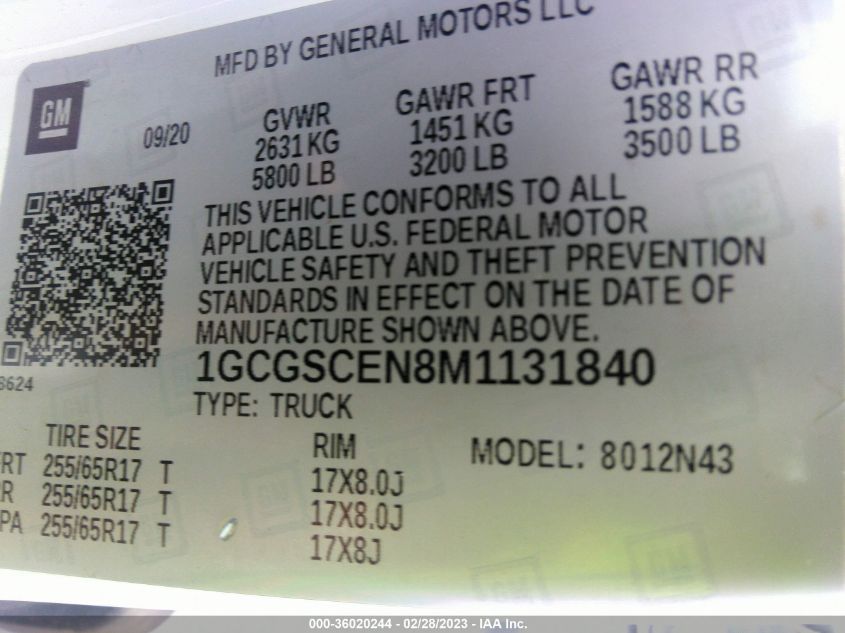 MFD BY GENERAL MOTORS LLC
GM
09/20
GVWR
2631 KG
5800 LB
GAWR FRT
1451 KG
3200 LB
GAWR RR
1588 KG
3500 LB
THIS VEHICLE CONFORMS TO ALL
APPLICABLE U.S. FEDERAL MOTOR
VEHICLE SAFETY AND THEFT PREVENTION
STANDARDS IN EFFECT ON THE DATE OF
MANUFACTURE SHOWN ABOVE.
1GCGSCEN8M1131840
8624
TYPE: TRUCK
TIRE SIZE RIM MODEL: 8012N43
FRT 255/65R17 T 17X8.0J
RR 255/65R17 T 17X8.0J
SPA 255/65R17 T 17X8J
000-36020244 - 02/28/2023 - IAA Inc.